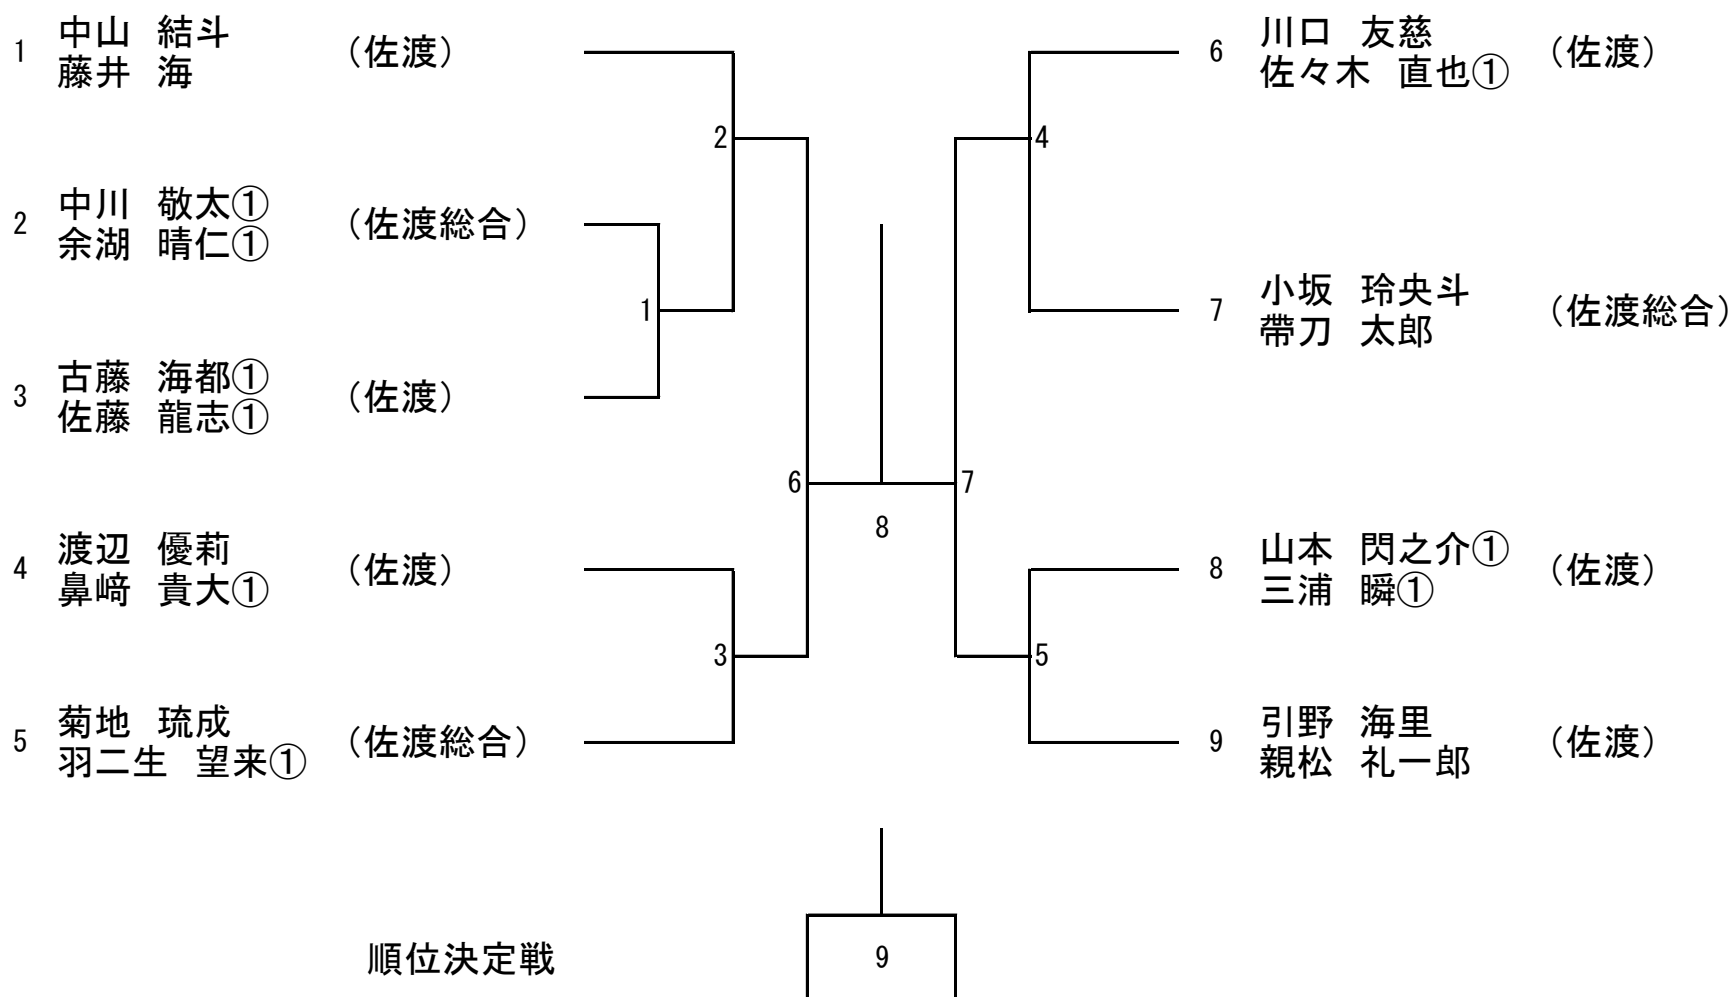 1 中山 結斗 (佐渡)
藤井 海
2 中川 敬太① (佐渡総合)
余湖 晴仁①
3 古藤 海都① (佐渡)
佐藤 龍志①
4 渡辺 優莉 (佐渡)
鼻﨑 貴大①
5 菊地 琉成 (佐渡総合)
羽二生 望来①
2
1
3
6
8
7
4
5
6 川口 友慈 (佐渡)
佐々木 直也①
7 小坂 玲央斗 (佐渡総合)
帶刀 太郎
8 山本 閃之介① (佐渡)
三浦 瞬①
9 引野 海里 (佐渡)
親松 礼一郎
順位決定戦
9